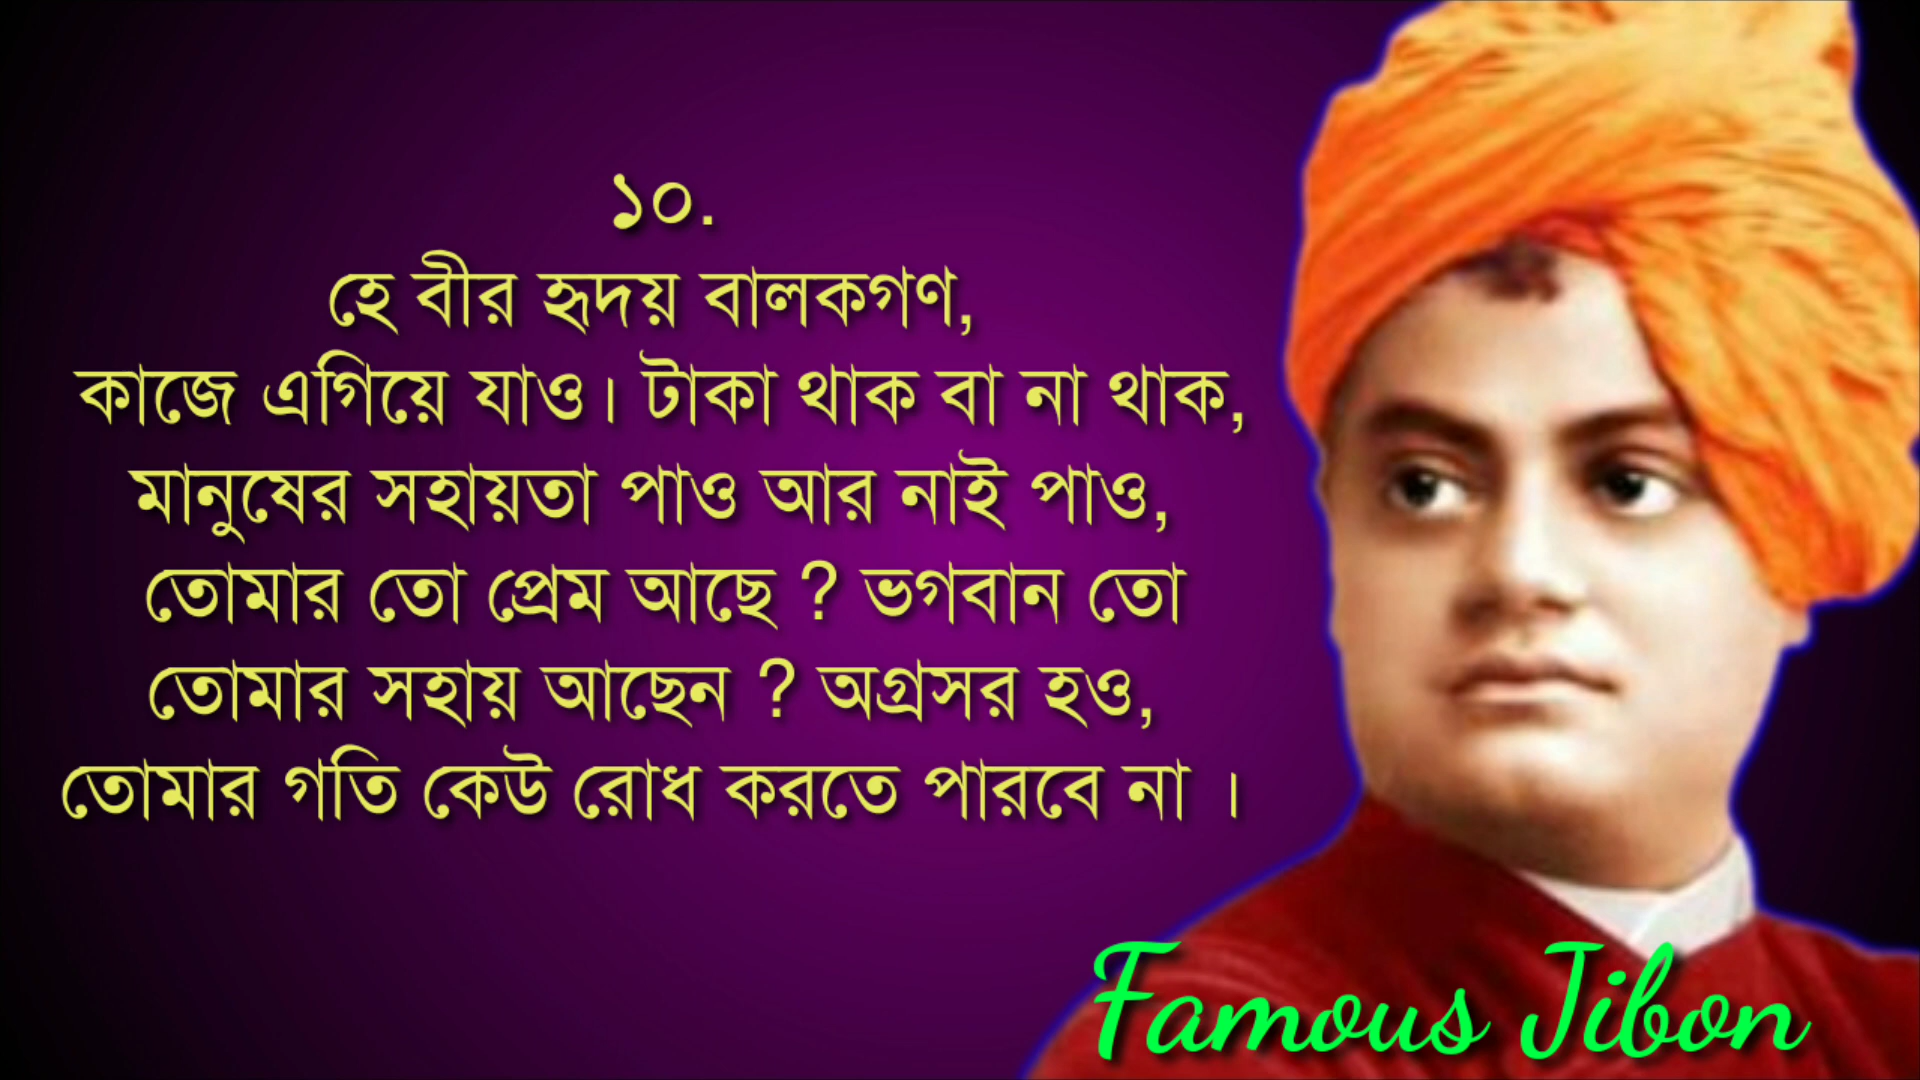 ১০.
হে বীর হৃদয় বালকগণ,
কাজে এগিয়ে যাও। টাকা থাক বা না থাক,
মানুষের সহায়তা পাও আর নাই পাও,
তোমার তো প্রেম আছে ? ভগবান তো
তোমার সহায় আছেন ? অগ্রসর হও,
তোমার গতি কেউ রোধ করতে পারবে না ।
Famous Jibon